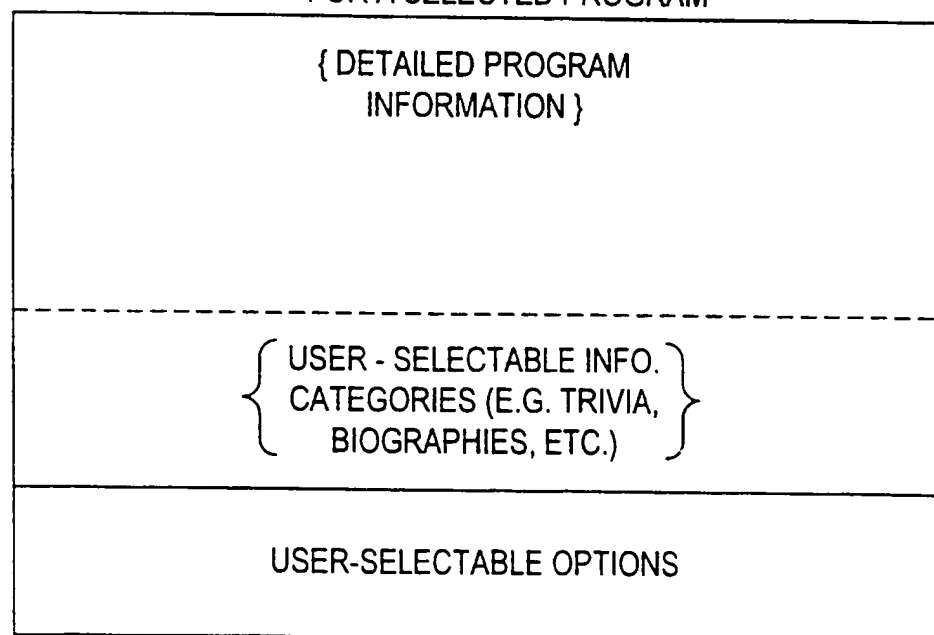 FOR A SELECTED PROGRAM
{ DETAILED PROGRAM
INFORMATION }
USER - SELECTABLE INFO.
CATEGORIES (E.G. TRIVIA,
BIOGRAPHIES, ETC.)
USER-SELECTABLE OPTIONS